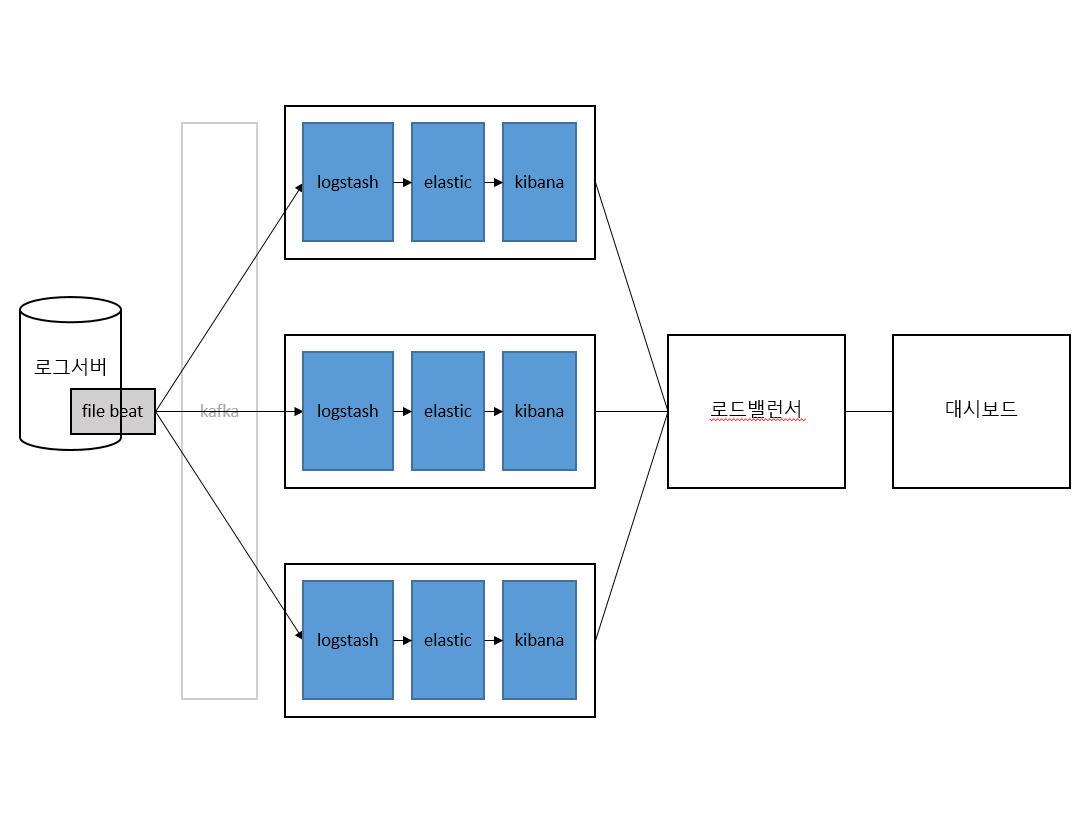 logstash
elastic
kibana
로그서버
file beat
kafka
logstash
elastic
kibana
로드밸런서
대시보드
logstash
elastic
kibana